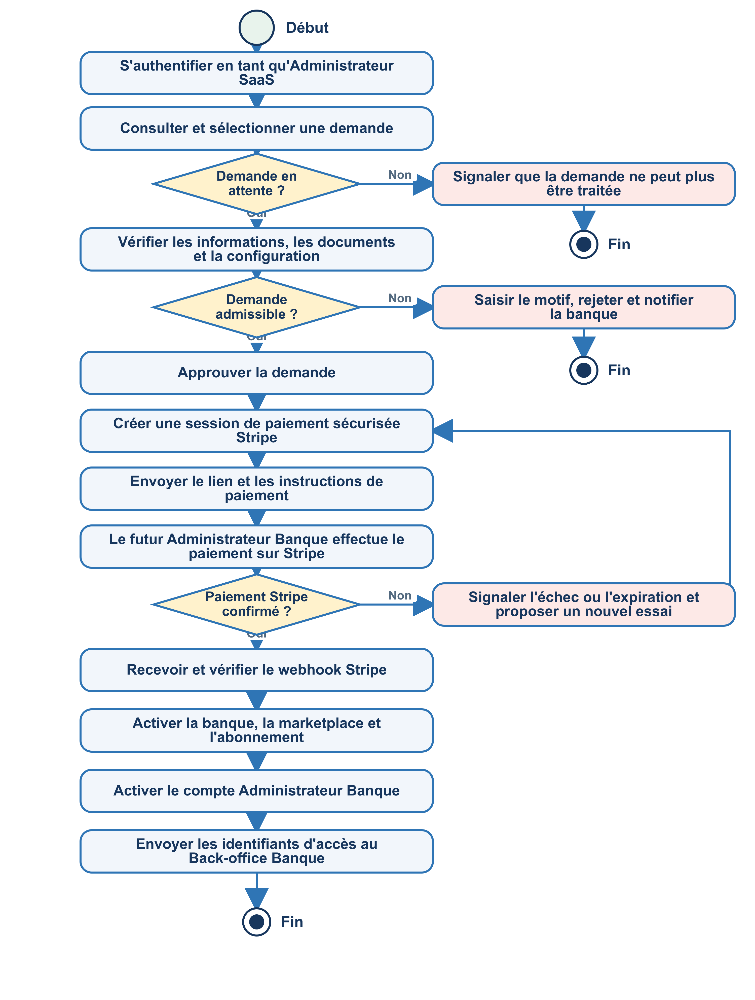 Début
S'authentifier en tant qu'Administrateur
SaaS
Consulter et sélectionner une demande
Demande en
attente ?
Non
Signaler que la demande ne peut plus
être traitée
Fin
Oui
Vérifier les informations, les documents
et la configuration
Demande
admissible ?
Non
Saisir le motif, rejeter et notifier
la banque
Fin
Oui
Approuver la demande
Créer une session de paiement sécurisée
Stripe
Envoyer le lien et les instructions de
paiement
Le futur Administrateur Banque effectue le
paiement sur Stripe
Paiement Stripe
confirmé ?
Non
Signaler l'échec ou l'expiration et
proposer un nouvel essai
Oui
Recevoir et vérifier le webhook Stripe
Activer la banque, la marketplace et
l'abonnement
Activer le compte Administrateur Banque
Envoyer les identifiants d'accès au
Back-office Banque
Fin